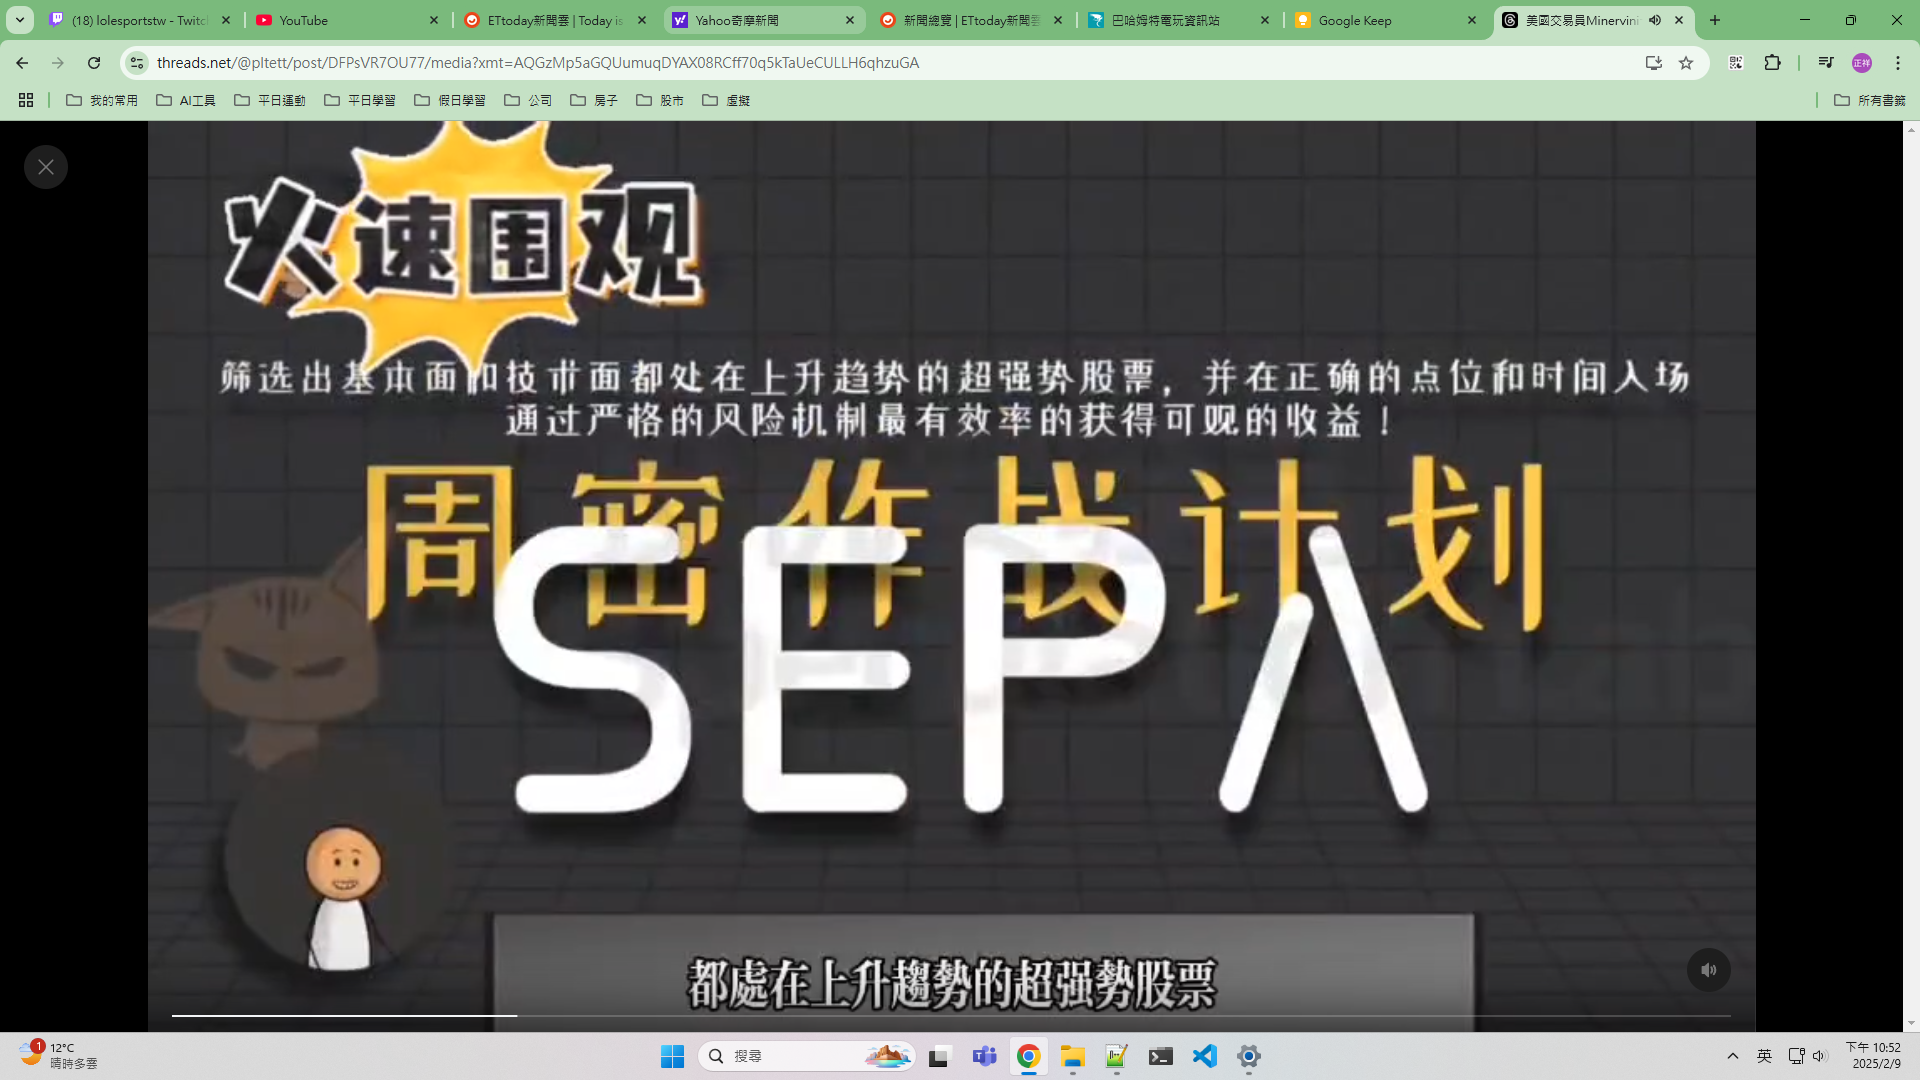 (18) lolesportstw - Twitc
YouTube
ETtoday新聞雲 | Today is
Yahoo奇摩新聞
新聞總覽 | ETtoday新聞雲
巴哈姆特電玩資訊站
Google Keep
美國交易員Minervini
threads.net/@pltett/post/DFPsVR7OU77/media?xmt=AQGzMp5aGQUumuqDYAX08RCff70q5kTaUeCULLH6qhzuGA
正祥
我的常用
AI工具
平日運動
平日學習
假日學習
公司
房子
股市
虛擬
所有書籤
火速围观
筛选出基本面和技术面都处在上升趋势的超强势股票，并在正确的点位和时间入场
通过严格的风险机制最有效率的获得可观的收益！
周密作战计划
SEPA
都處在上升趨勢的超强勢股票
1
12°C
晴時多雲
搜尋
英
下午 10:52
2025/2/9